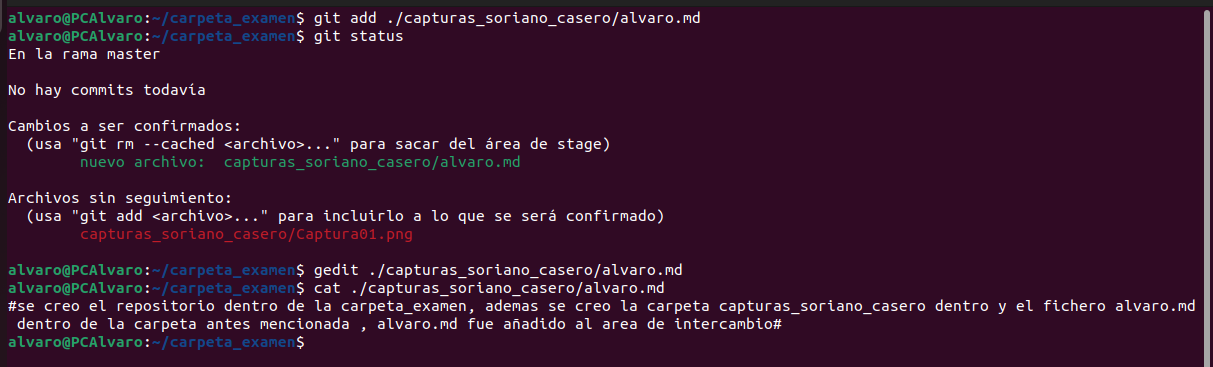 alvaro@PCAlvaro:~/carpeta_examen$ git add ./capturas_soriano_casero/alvaro.md
alvaro@PCAlvaro:~/carpeta_examen$ git status
En la rama master
No hay commits todavía
Cambios a ser confirmados:
  (usa "git rm --cached <archivo>..." para sacar del área de stage)
        nuevo archivo:  capturas_soriano_casero/alvaro.md
Archivos sin seguimiento:
  (usa "git add <archivo>..." para incluirlo a lo que se será confirmado)
        capturas_soriano_casero/Captura01.png
alvaro@PCAlvaro:~/carpeta_examen$ gedit ./capturas_soriano_casero/alvaro.md
alvaro@PCAlvaro:~/carpeta_examen$ cat ./capturas_soriano_casero/alvaro.md
#se creo el repositorio dentro de la carpeta_examen, ademas se creo la carpeta capturas_soriano_casero dentro y el fichero alvaro.md
 dentro de la carpeta antes mencionada , alvaro.md fue añadido al area de intercambio#
alvaro@PCAlvaro:~/carpeta_examen$